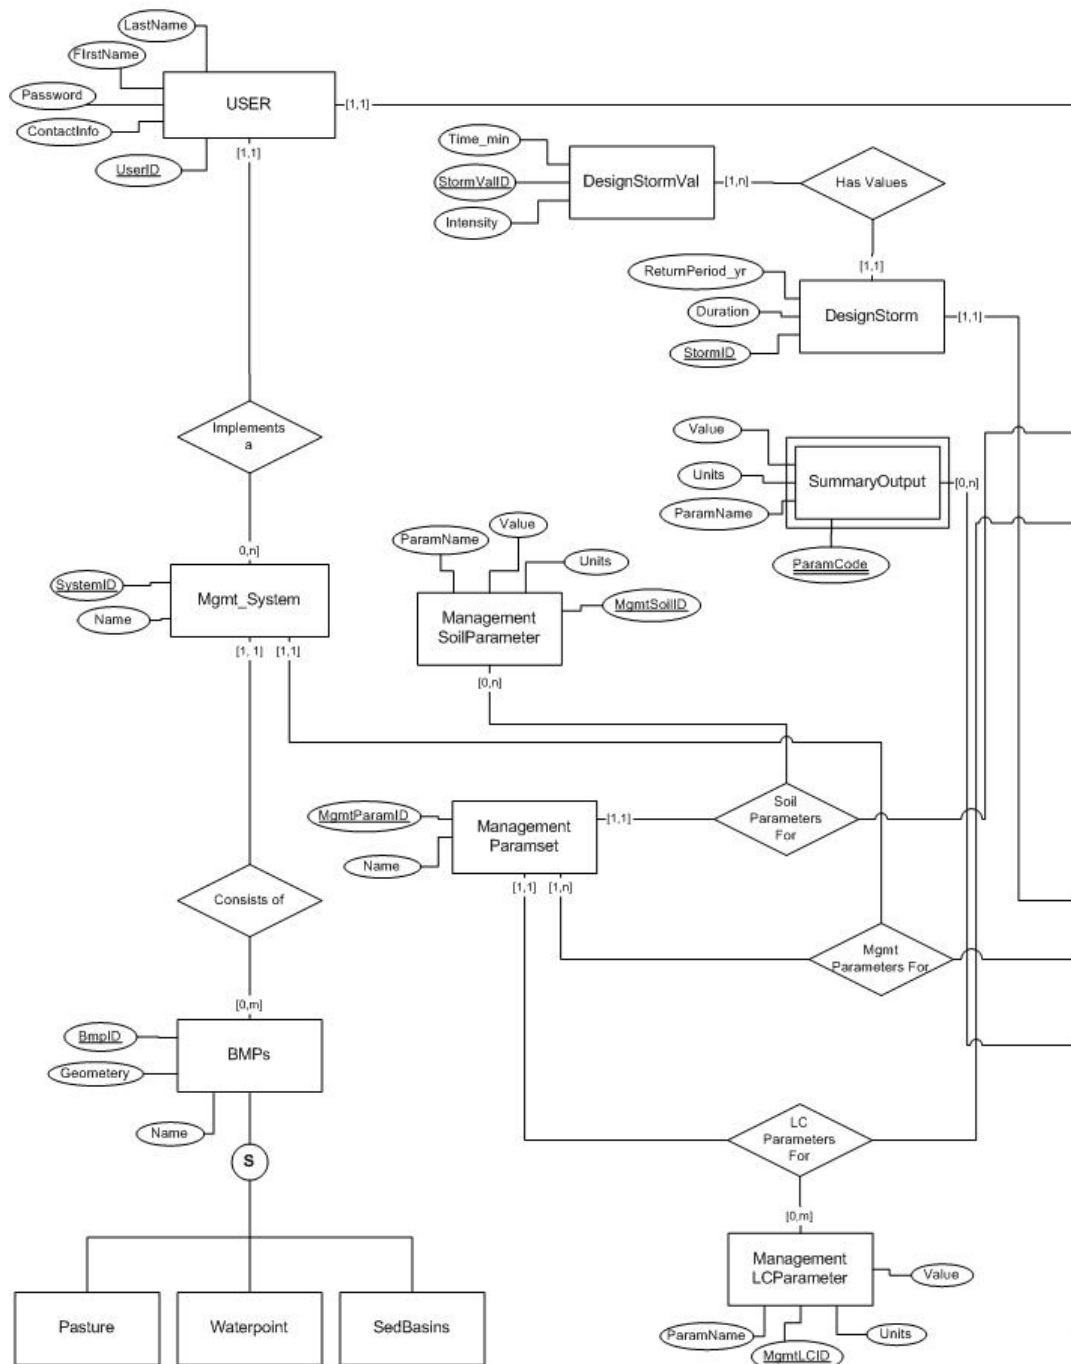 LastName
FIrstName
Password
ContactInfo
UserID
USER
[1,1]
[1,1]
Time_min
StormValID
Intensity
DesignStormVal
[1,n]
Has Values
[1,1]
ReturnPeriod_yr
Duration
StormID
DesignStorm
[1,1]
Implements
a
Value
Units
ParamName
SummaryOutput
[0,n]
ParamCode
0,n]
SystemID
Name
Mgmt_System
[1, 1]
[1,1]
ParamName
Value
Units
MgmtSoilID
Management
SoilParameter
[0,n]
MgmtParamID
Name
Management
Paramset
[1,1]
[1,1]
[1,n]
Soil
Parameters
For
Consists of
Mgmt
Parameters For
[0,m]
BmpID
Geometery
Name
BMPs
S
LC
Parameters
For
[0,m]
Management
LCParameter
Value
ParamName
Units
MgmtLCID
Pasture
Waterpoint
SedBasins